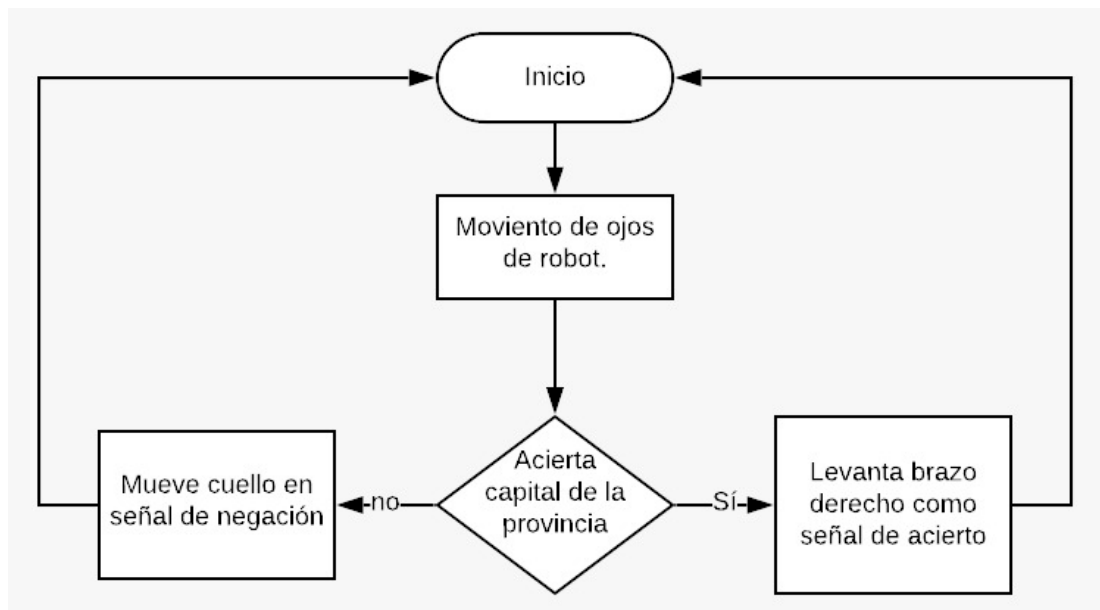 Inicio
Moviento de ojos
de robot.
Acierta
capital de la
provincia
no
Sí
Mueve cuello en
señal de negación
Levanta brazo
derecho como
señal de acierto